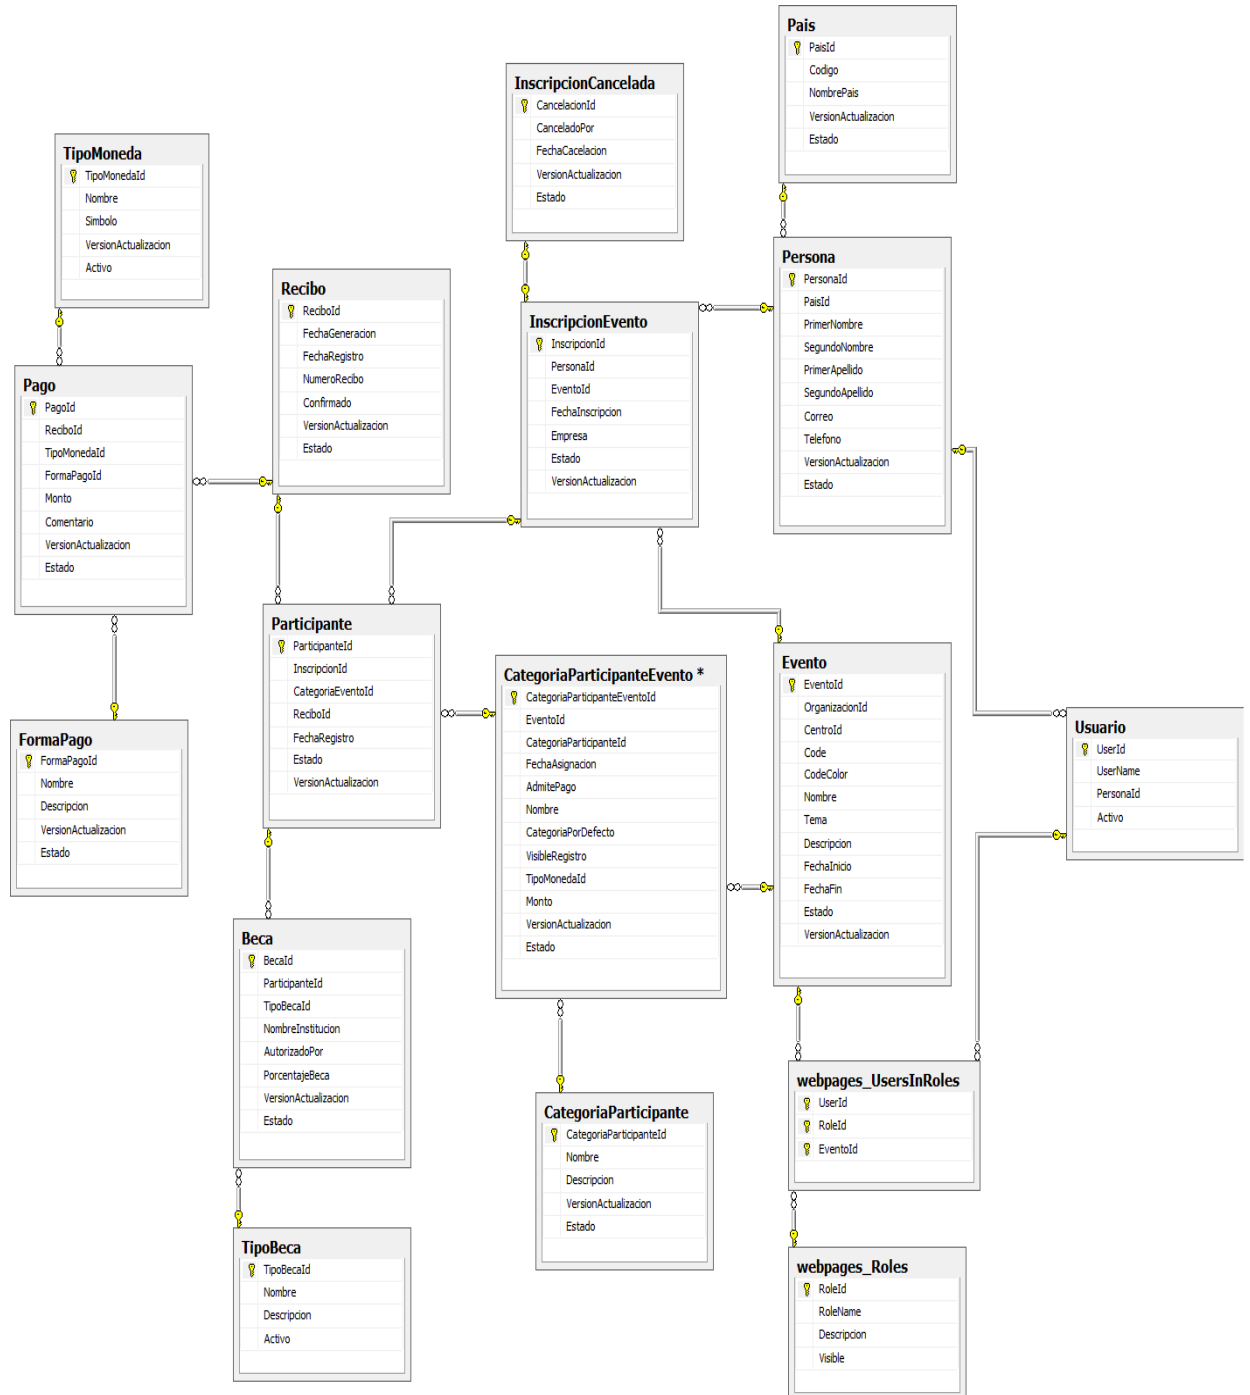 Pais
PaisId
Codigo
NombrePais
VersionActualizacion
Estado
InscripcionCancelada
CancelacionId
CanceladoPor
FechaCacelacion
VersionActualizacion
Estado
TipoMoneda
TipoMonedaId
Nombre
Simbolo
VersionActualizacion
Activo
Persona
PersonaId
PaisId
PrimerNombre
SegundoNombre
PrimerApellido
SegundoApellido
Correo
Telefono
VersionActualizacion
Estado
Recibo
ReciboId
FechaGeneracion
FechaRegistro
NumeroRecibo
Confirmado
VersionActualizacion
Estado
InscripcionEvento
InscripcionId
PersonaId
EventoId
FechaInscripcion
Empresa
Estado
VersionActualizacion
Pago
PagoId
ReciboId
TipoMonedaId
FormaPagoId
Monto
Comentario
VersionActualizacion
Estado
Participante
ParticipanteId
InscripcionId
CategoriaEventoId
ReciboId
FechaRegistro
Estado
VersionActualizacion
CategoriaParticipanteEvento *
CategoriaParticipanteEventoId
EventoId
CategoriaParticipanteId
FechaAsignacion
AdmitePago
Nombre
CategoriaPorDefecto
VisibleRegistro
TipoMonedaId
Monto
VersionActualizacion
Estado
Evento
EventoId
OrganizacionId
CentroId
Code
CodeColor
Nombre
Tema
Descripcion
FechaInicio
FechaFin
Estado
VersionActualizacion
Usuario
UserId
UserName
PersonaId
Activo
FormaPago
FormaPagoId
Nombre
Descripcion
VersionActualizacion
Estado
Beca
BecaId
ParticipanteId
TipoBecaId
NombreInstitucion
AutorizadoPor
PorcentajeBeca
VersionActualizacion
Estado
webpages_UsersInRoles
UserId
RoleId
EventoId
CategoriaParticipante
CategoriaParticipanteId
Nombre
Descripcion
VersionActualizacion
Estado
TipoBeca
TipoBecaId
Nombre
Descripcion
Activo
webpages_Roles
RoleId
RoleName
Descripcion
Visible